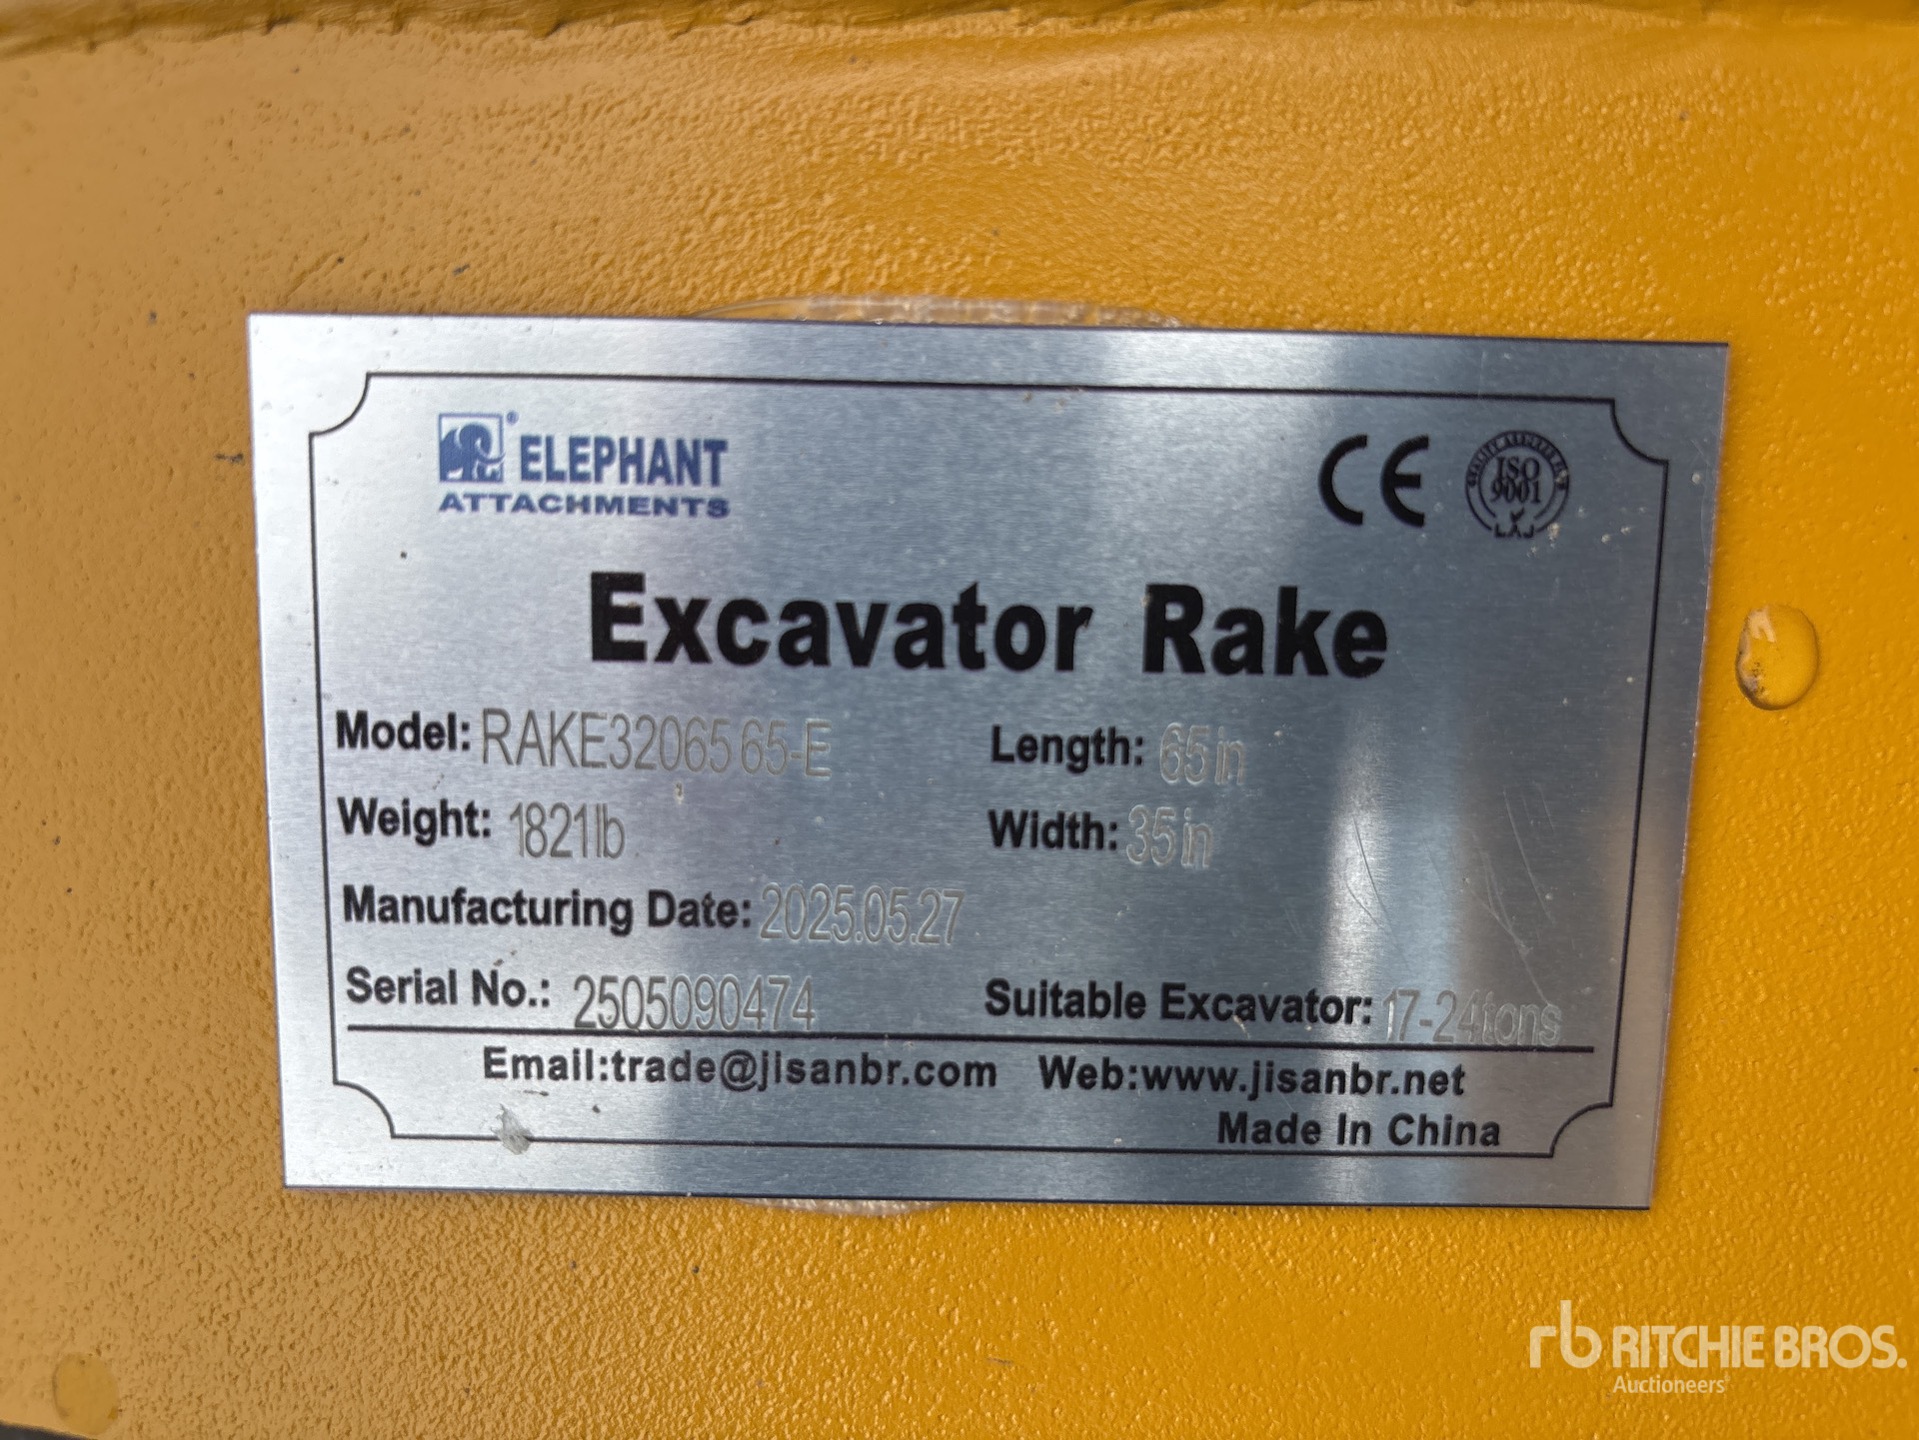 ® ELEPHANT
ATTACHMENTS
CE
ISO
9001
LXJ
Excavator Rake
Model: RAKE32065 65-E
Length: 65in
Weight: 1821lb
Width: 35in
Manufacturing Date: 2025.05.27
Serial No.: 2505090474
Suitable Excavator: 17-24tons
Email:trade@jisanbr.com Web:www.jisanbr.net
Made In China
rb RITCHIE BROS.
Auctioneers